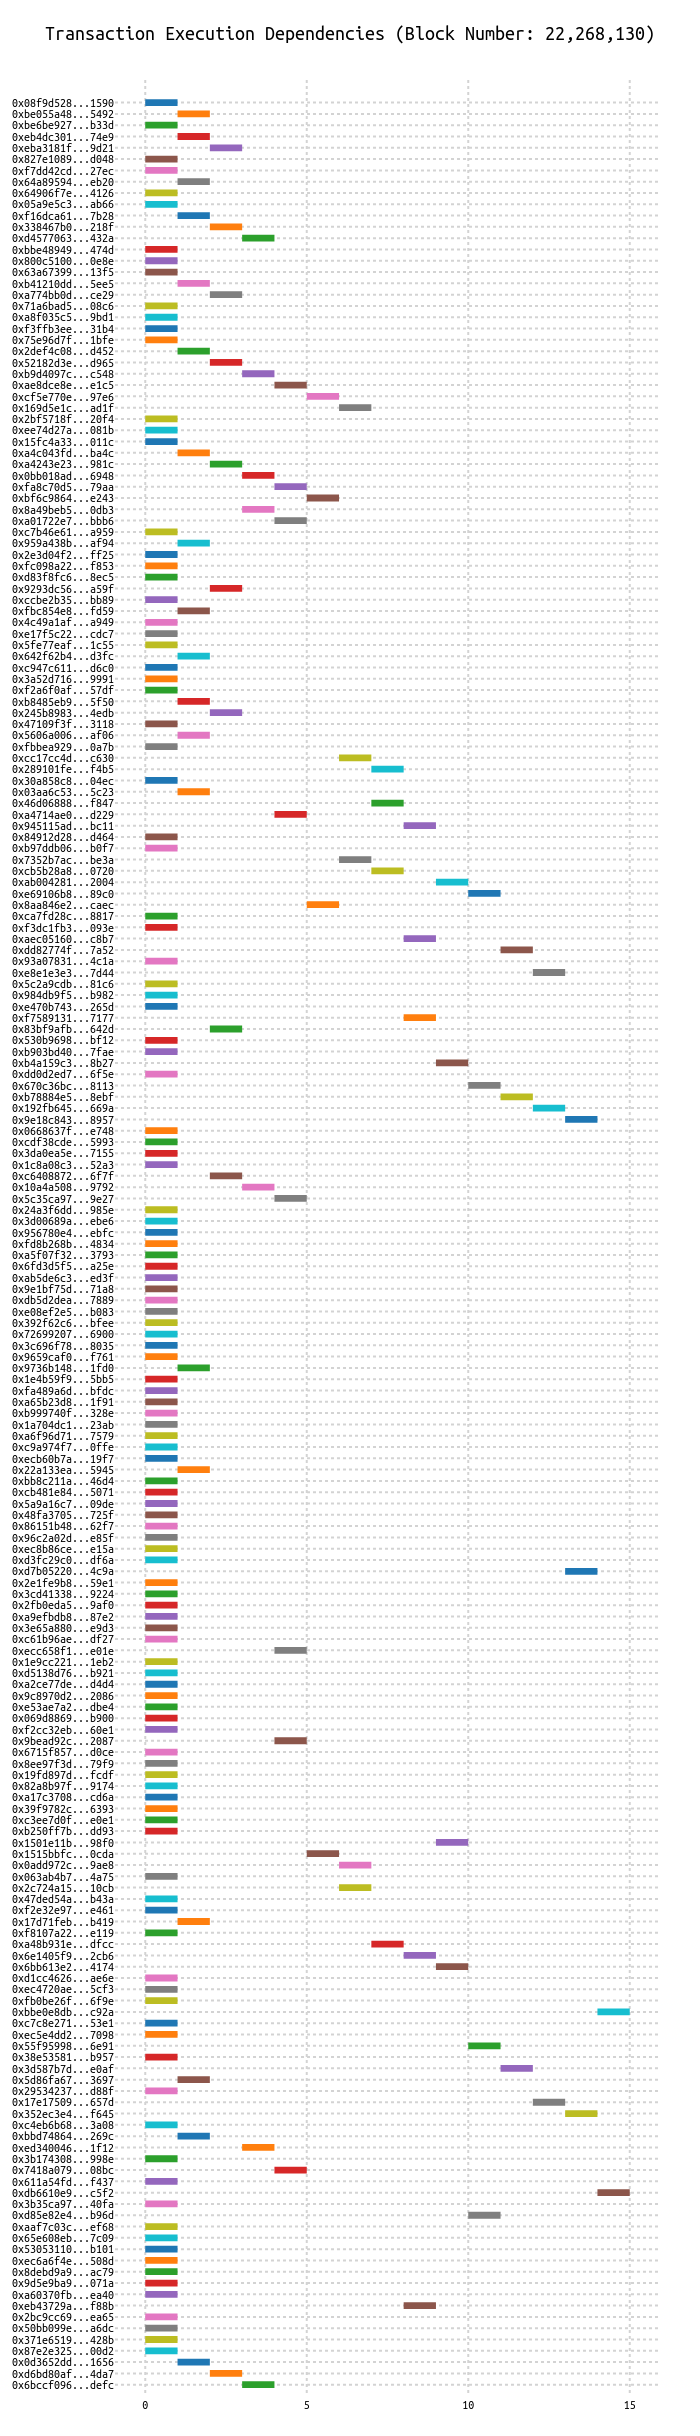 Transaction Execution Dependencies (Block Number: 22,268,130)
0x08f9d528...1590
0xbe055a48...5492
0xbe6be927...b33d
0xeb4dc301...74e9
0xeba3181f...9d21
0x827e1089...d048
0xf7dd42cd...27ec
0x64a89594...eb20
0x64906f7e...4126
0x05a9e5c3...ab66
0xf16dca61...7b28
0x338467b0...218f
0xd4577063...432a
0xbbe48949...474d
0x800c5100...0e8e
0x63a67399...13f5
0xb41210dd...5ee5
0xa774bb0d...ce29
0x71a6bad5...08c6
0xa8f035c5...9bd1
0xf3ffb3ee...31b4
0x75e96d7f...1bfe
0x2def4c08...d452
0x52182d3e...d965
0xb9d4097c...c548
0xae8dce8e...e1c5
0xcf5e770e...97e6
0x169d5e1c...ad1f
0x2bf5718f...20f4
0xee74d27a...081b
0x15fc4a33...011c
0xa4c043fd...ba4c
0xa4243e23...981c
0x0bb018ad...6948
0xfa8c70d5...79aa
0xbf6c9864...e243
0x8a49beb5...0db3
0xa01722e7...bbb6
0xc7b46e61...a959
0x959a438b...af94
0x2e3d04f2...ff25
0xfc098a22...f853
0xd83f8fc6...8ec5
0x9293dc56...a59f
0xccbe2b35...bb89
0xfbc854e8...fd59
0x4c49a1af...a949
0xe17f5c22...cdc7
0x5fe77eaf...1c55
0x642f62b4...d3fc
0xc947c611...d6c0
0x3a52d716...9991
0xf2a6f0af...57df
0xb8485eb9...5f50
0x245b8983...4edb
0x47109f3f...3118
0x5606a006...af06
0xfbbea929...0a7b
0xcc17cc4d...c630
0x289101fe...f4b5
0x30a858c8...04ec
0x03aa6c53...5c23
0x46d06888...f847
0xa4714ae0...d229
0x945115ad...bc11
0x84912d28...d464
0xb97ddb06...b0f7
0x7352b7ac...be3a
0xcb5b28a8...0720
0xab004281...2004
0xe69106b8...89c0
0x8aa846e2...caec
0xca7fd28c...8817
0xf3dc1fb3...093e
0xaec05160...c8b7
0xdd82774f...7a52
0x93a07831...4c1a
0xe8e1e3e3...7d44
0x5c2a9cdb...81c6
0x984db9f5...b982
0xe470b743...265d
0xf7589131...7177
0x83bf9afb...642d
0x530b9698...bf12
0xb903bd40...7fae
0xb4a159c3...8b27
0xdd0d2ed7...6f5e
0x670c36bc...8113
0xb78884e5...8ebf
0x192fb645...669a
0x9e18c843...8957
0x0668637f...e748
0xcdf38cde...5993
0x3da0ea5e...7155
0x1c8a08c3...52a3
0xc6408872...6f7f
0x10a4a508...9792
0x5c35ca97...9e27
0x24a3f6dd...985e
0x3d00689a...ebe6
0x956780e4...ebfc
0xfd8b268b...4834
0xa5f07f32...3793
0x6fd3d5f5...a25e
0xab5de6c3...ed3f
0x9e1bf75d...71a8
0xdb5d2dea...7889
0xe08ef2e5...b083
0x392f62c6...bfee
0x72699207...6900
0x3c696f78...8035
0x9659caf0...f761
0x9736b148...1fd0
0x1e4b59f9...5bb5
0xfa489a6d...bfdc
0xa65b23d8...1f91
0xb999740f...328e
0x1a704dc1...23ab
0xa6f96d71...7579
0xc9a974f7...0ffe
0xecb60b7a...19f7
0x22a133ea...5945
0xbb8c211a...46d4
0xcb481e84...5071
0x5a9a16c7...09de
0x48fa3705...725f
0x86151b48...62f7
0x96c2a02d...e85f
0xec8b86ce...e15a
0xd3fc29c0...df6a
0xd7b05220...4c9a
0x2e1fe9b8...59e1
0x3cd41338...9224
0x2fb0eda5...9af0
0xa9efbdb8...87e2
0x3e65a880...e9d3
0xc61b96ae...df27
0xecc658f1...e01e
0x1e9cc221...1eb2
0xd5138d76...b921
0xa2ce77de...d4d4
0x9c8970d2...2086
0xe53ae7a2...dbe4
0x069d8869...b900
0xf2cc32eb...60e1
0x9bead92c...2087
0x6715f857...d0ce
0x8ee97f3d...79f9
0x19fd897d...fcdf
0x82a8b97f...9174
0xa17c3708...cd6a
0x39f9782c...6393
0xc3ee7d0f...e0e1
0xb250ff7b...dd93
0x1501e11b...98f0
0x1515bbfc...0cda
0x0add972c...9ae8
0x063ab4b7...4a75
0x2c724a15...10cb
0x47ded54a...b43a
0xf2e32e97...e461
0x17d71feb...b419
0xf8107a22...e119
0xa48b931e...dfcc
0x6e1405f9...2cb6
0x6bb613e2...4174
0xd1cc4626...ae6e
0xec4720ae...5cf3
0xfb0be26f...6f9e
0xbbe0e8db...c92a
0xc7c8e271...53e1
0xec5e4dd2...7098
0x55f95998...6e91
0x38e53581...b957
0x3d587b7d...e0af
0x5d86fa67...3697
0x29534237...d88f
0x17e17509...657d
0x352ec3e4...f645
0xc4eb6b68...3a08
0xbbd74864...269c
0xed340046...1f12
0x3b174308...998e
0x7418a079...08bc
0x611a54fd...f437
0xdb6610e9...c5f2
0x3b35ca97...40fa
0xd85e82e4...b96d
0xaaf7c03c...ef68
0x65e608eb...7c09
0x53053110...b101
0xec6a6f4e...508d
0x8debd9a9...ac79
0x9d5e9ba9...071a
0xa60370fb...ea40
0xeb43729a...f88b
0x2bc9cc69...ea65
0x50bb099e...a6dc
0x371e6519...428b
0x87e2e325...00d2
0x0d3652dd...1656
0xd6bd80af...4da7
0x6bccf096...defc
0 5 10 15